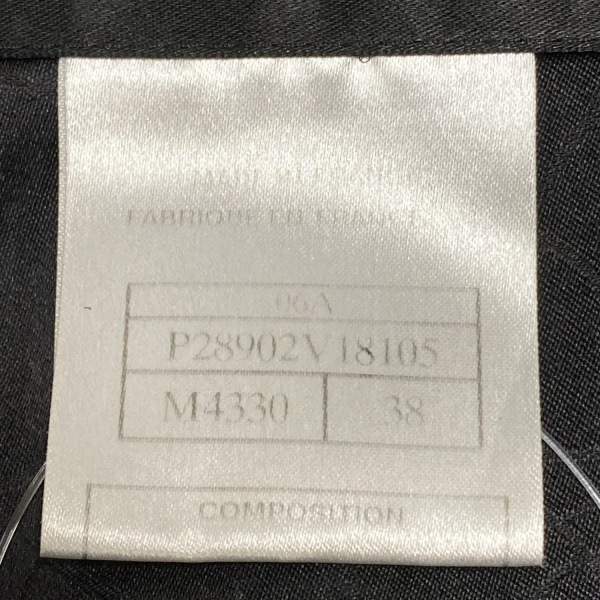 MADE IN FRANCE
FABRIQUE EN FRANCE
06A
P28902V18105
M4330 38
COMPOSITION